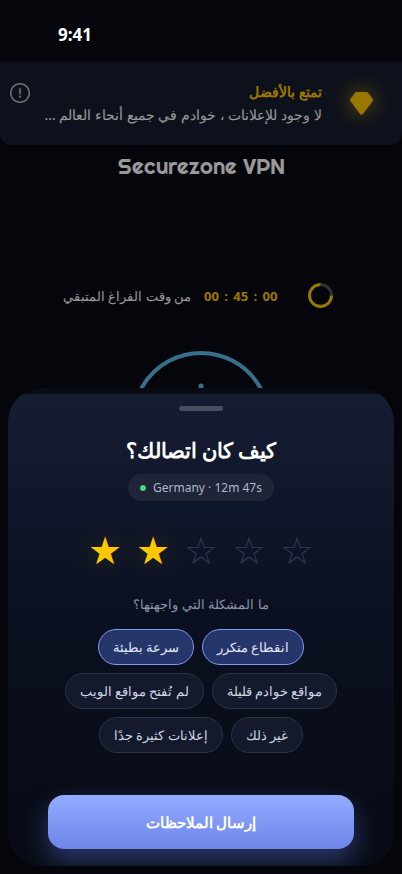 9:41
تمتع بالأفضل
لا وجود للإعلانات ، خوادم في جميع أنحاء العالم ...
Securezone VPN
00 : 45 : 00 من وقت الفراغ المتبقي
كيف كان اتصالك؟
Germany · 12m 47s
ما المشكلة التي واجهتها؟
انقطاع متكرر
سرعة بطيئة
مواقع خوادم قليلة
لم تُفتح مواقع الويب
غير ذلك
إعلانات كثيرة جدًا
إرسال الملاحظات